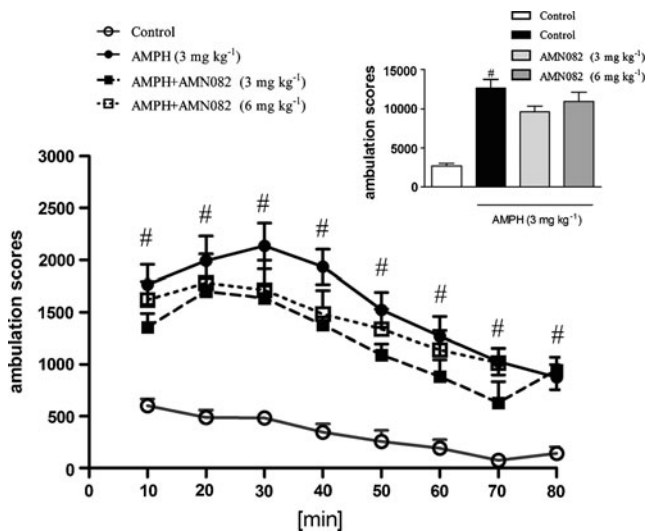 Control
AMPH (3 mg kg⁻¹)
AMPH+AMN082 (3 mg kg⁻¹)
AMPH+AMN082 (6 mg kg⁻¹)
Control
Control
AMN082 (3 mg kg⁻¹)
AMN082 (6 mg kg⁻¹)
ambulation scores
15000
10000
5000
0
#
AMPH (3 mg kg⁻¹)
ambulation scores
3000
2500
2000
1500
1000
500
0
# # # # # # # #
0 10 20 30 40 50 60 70 80
[min]